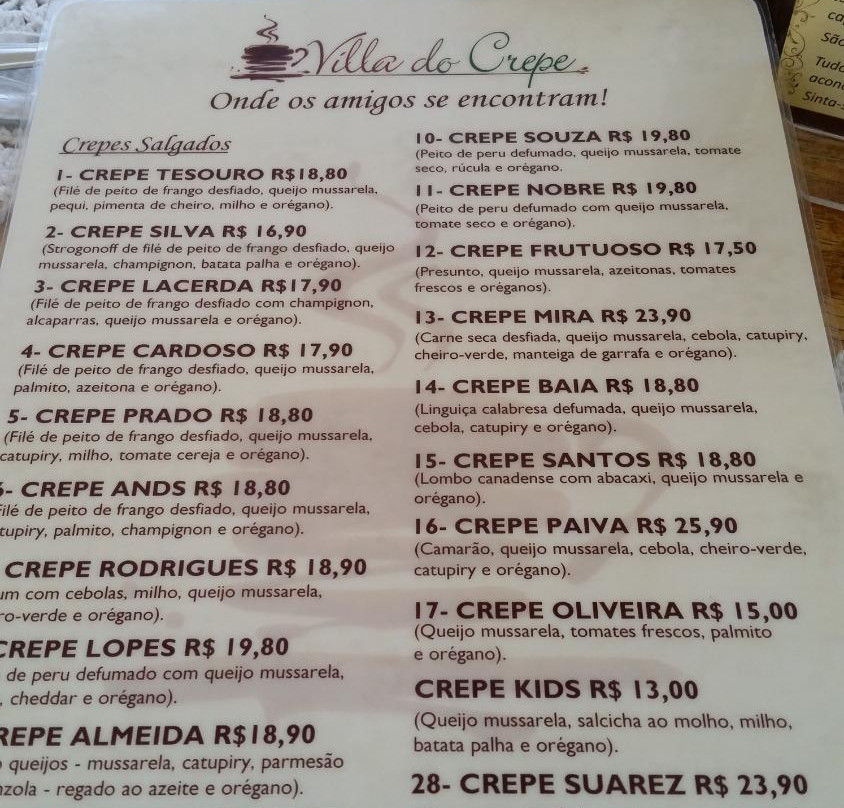 Villa do Crepe
Onde os amigos se encontram!
Crepes Salgados
1- CREPE TESOURO R$18,80
(Filé de peito de frango desfiado, queijo mussarela,
pequi, pimenta de cheiro, milho e orégano).
2- CREPE SILVA R$ 16,90
(Strogonoff de filé de peito de frango desfiado, queijo
mussarela, champignon, batata palha e orégano).
3- CREPE LACERDA R$17,90
(Filé de peito de frango desfiado com champignon,
alcaparras, queijo mussarela e orégano).
4- CREPE CARDOSO R$ 17,90
(Filé de peito de frango desfiado, queijo mussarela,
palmito, azeitona e orégano).
5- CREPE PRADO R$ 18,80
(Filé de peito de frango desfiado, queijo mussarela,
catupiry, milho, tomate cereja e orégano).
6- CREPE ANDS R$ 18,80
Filé de peito de frango desfiado, queijo mussarela,
tupiry, palmito, champignon e orégano).
CREPE RODRIGUES R$ 18,90
um com cebolas, milho, queijo mussarela,
ro-verde e orégano).
CREPE LOPES R$ 19,80
de peru defumado com queijo mussarela,
, cheddar e orégano).
REPE ALMEIDA R$18,90
queijos - mussarela, catupiry, parmesão
nzola - regado ao azeite e orégano).
10- CREPE SOUZA R$ 19,80
(Peito de peru defumado, queijo mussarela, tomate
seco, rúcula e orégano.
11- CREPE NOBRE R$ 19,80
(Peito de peru defumado com queijo mussarela,
tomate seco e orégano).
12- CREPE FRUTUOSO R$ 17,50
(Presunto, queijo mussarela, azeitonas, tomates
frescos e oréganos).
13- CREPE MIRA R$ 23,90
(Carne seca desfiada, queijo mussarela, cebola, catupiry,
cheiro-verde, manteiga de garrafa e orégano).
14- CREPE BAIA R$ 18,80
(Linguiça calabresa defumada, queijo mussarela,
cebola, catupiry e orégano).
15- CREPE SANTOS R$ 18,80
(Lombo canadense com abacaxi, queijo mussarela e
orégano).
16- CREPE PAIVA R$ 25,90
(Camarão, queijo mussarela, cebola, cheiro-verde,
catupiry e orégano).
17- CREPE OLIVEIRA R$ 15,00
(Queijo mussarela, tomates frescos, palmito
e orégano).
CREPE KIDS R$ 13,00
(Queijo mussarela, salcicha ao molho, milho,
batata palha e orégano).
28- CREPE SUAREZ R$ 23,90
São
Tudo
acon
Sinta-s